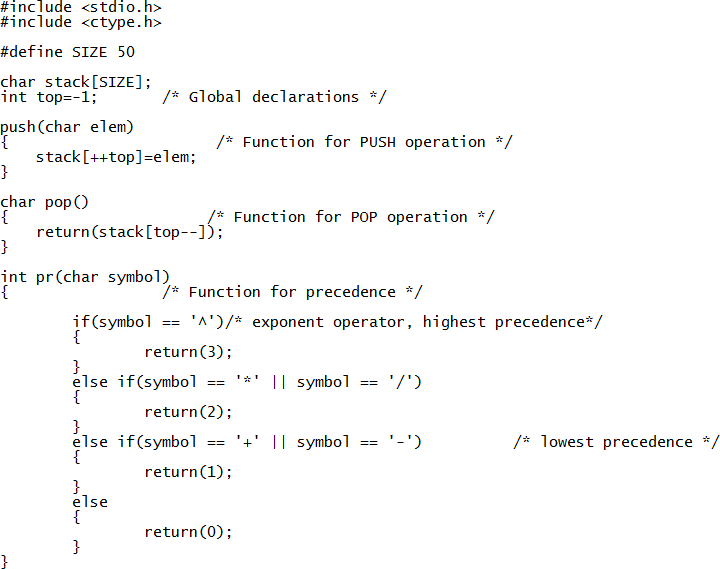 #include <stdio.h>
#include <ctype.h>

#define SIZE 50

char stack[SIZE];
int top=-1;       /* Global declarations */

push(char elem)
{                       /* Function for PUSH operation */
    stack[++top]=elem;
}

char pop()
{                      /* Function for POP operation */
    return(stack[top--]);
}

int pr(char symbol)
{                 /* Function for precedence */

        if(symbol == '^')/* exponent operator, highest precedence*/
        {
                return(3);
        }
        else if(symbol == '*' || symbol == '/')
        {
                return(2);
        }
        else if(symbol == '+' || symbol == '-')          /* lowest precedence */
        {
                return(1);
        }
        else
        {
                return(0);
        }
}